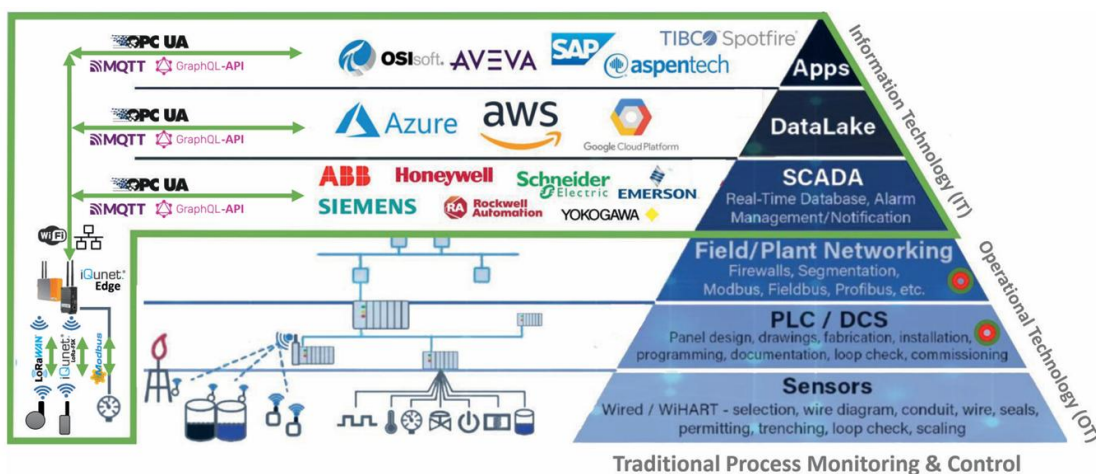 OPC UA
MQTT GraphQL-API
OSIsoft. AVEVA SAP TIBCO Spotfire®
aspentech
Apps
OPC UA
MQTT GraphQL-API
Azure aws Google Cloud Platform
DataLake
OPC UA
MQTT GraphQL-API
ABB Honeywell Schneider Electric EMERSON
SIEMENS Rockwell Automation YOKOGAWA
SCADA
Real-Time Database, Alarm
Management/Notification
Information Technology (IT)
WiFi
iQunet®
Edge
LoRaWAN
iQunet®
Modbus
Field/Plant Networking
Firewalls, Segmentation,
Modbus, Fieldbus, Profibus, etc.
PLC / DCS
Panel design, drawings, fabrication, installation,
programming, documentation, loop check, commissioning
Sensors
Wired / WiHART - selection, wire diagram, conduit, wire, seals,
permitting, trenching, loop check, scaling
Operational Technology (OT)
Traditional Process Monitoring & Control